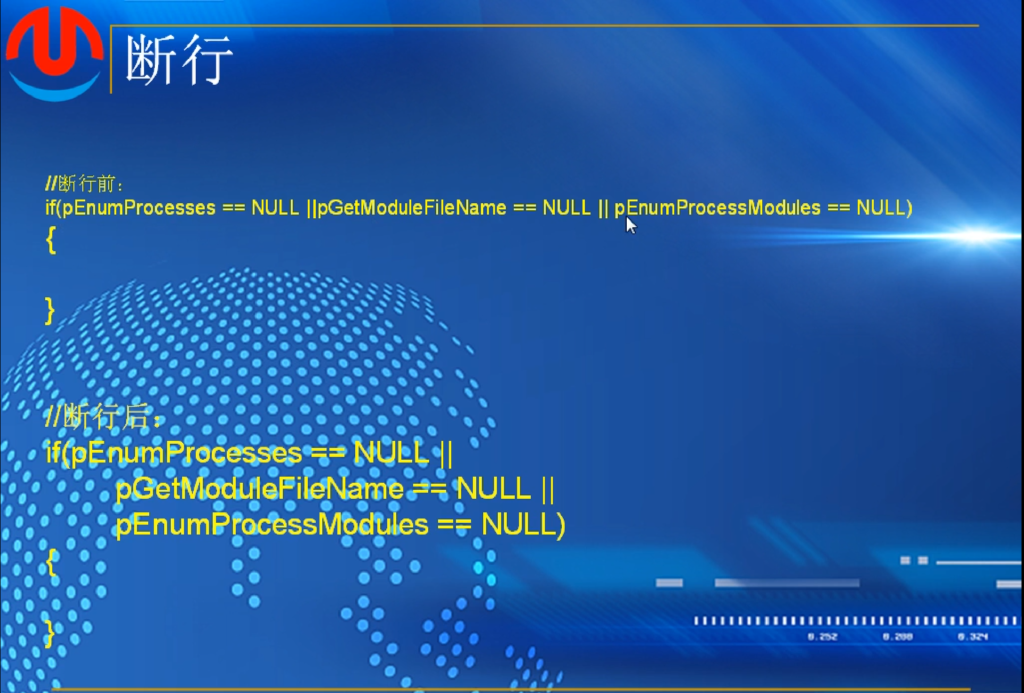 断行
//断行前：
if(pEnumProcesses == NULL ||pGetModuleFileName == NULL || pEnumProcessModules == NULL)
{
}
//断行后：
if(pEnumProcesses == NULL ||
pGetModuleFileName == NULL ||
pEnumProcessModules == NULL)
{
}
0.252 0.288 0.324